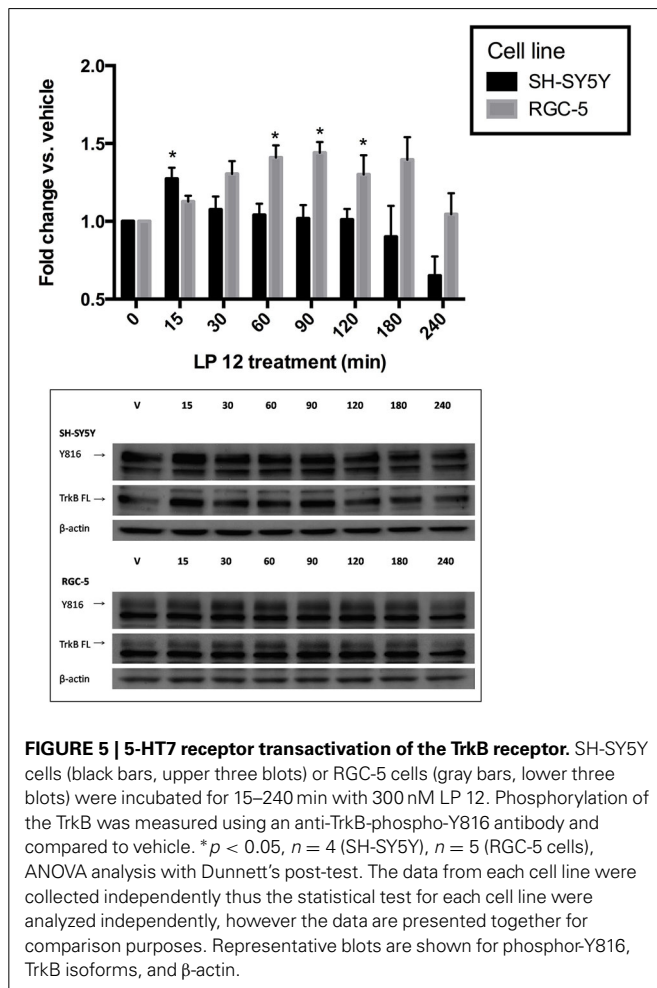 Cell line
SH-SY5Y
RGC-5
Fold change vs. vehicle
2.0
1.5
1.0
0.5
* * * *
0 15 30 60 90 120 180 240
LP 12 treatment (min)
V 15 30 60 90 120 180 240
SH-SY5Y
Y816 →
TrkB FL →
β-actin
V 15 30 60 90 120 180 240
RGC-5
Y816 →
TrkB FL →
β-actin
FIGURE 5 | 5-HT7 receptor transactivation of the TrkB receptor. SH-SY5Y
cells (black bars, upper three blots) or RGC-5 cells (gray bars, lower three
blots) were incubated for 15–240 min with 300 nM LP 12. Phosphorylation of
the TrkB was measured using an anti-TrkB-phospho-Y816 antibody and
compared to vehicle. *p < 0.05, n = 4 (SH-SY5Y), n = 5 (RGC-5 cells),
ANOVA analysis with Dunnett's post-test. The data from each cell line were
collected independently thus the statistical test for each cell line were
analyzed independently, however the data are presented together for
comparison purposes. Representative blots are shown for phosphor-Y816,
TrkB isoforms, and β-actin.